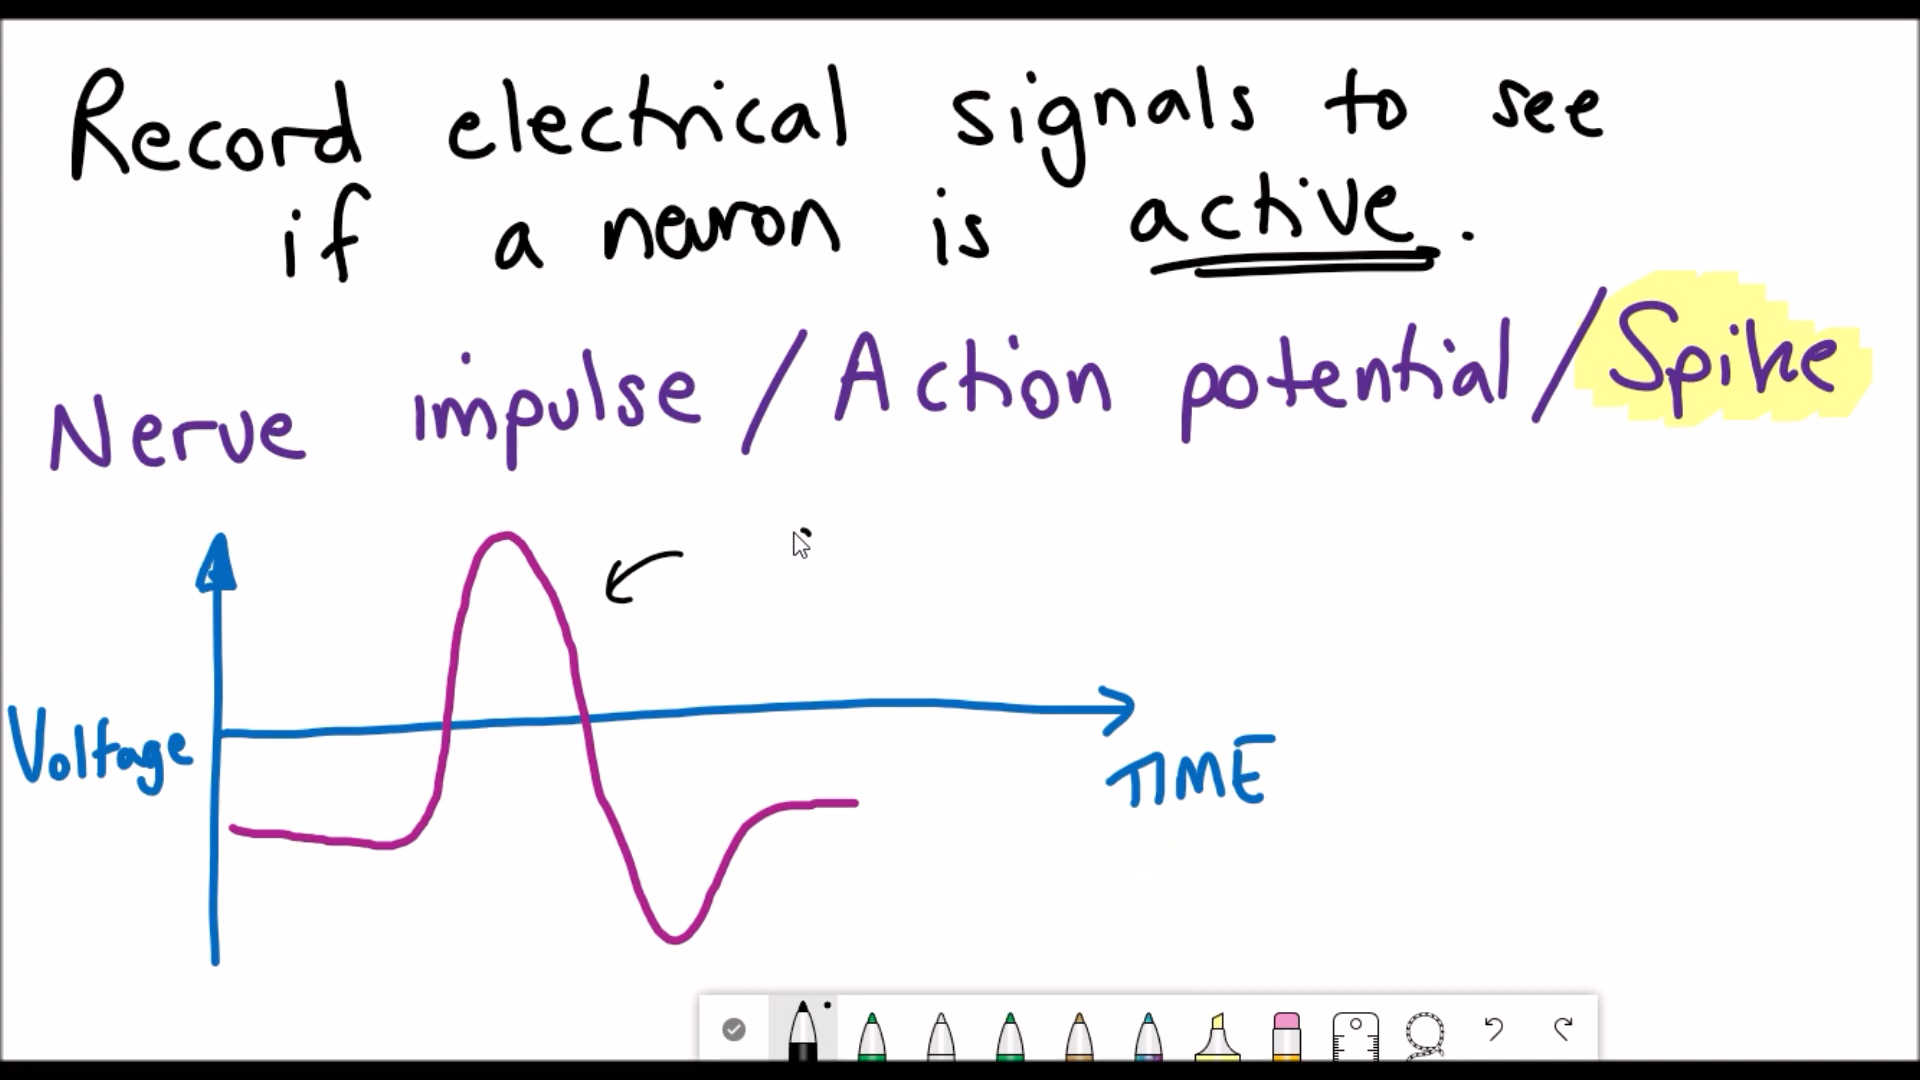 Record electrical signals to see
if a neuron is active.
Nerve impulse / Action potential / Spike
Voltage
TIME